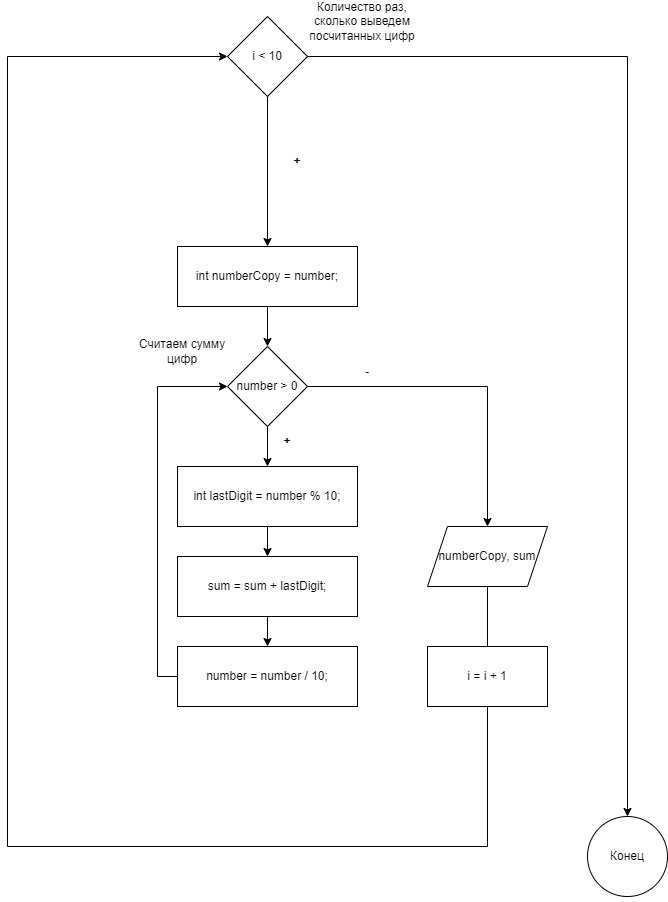 Количество раз,
сколько выведем
посчитанных цифр
i < 10
+
int numberCopy = number;
Считаем сумму
цифр
number > 0
-
+
int lastDigit = number % 10;
sum = sum + lastDigit;
numberCopy, sum
number = number / 10;
i = i + 1
Конец